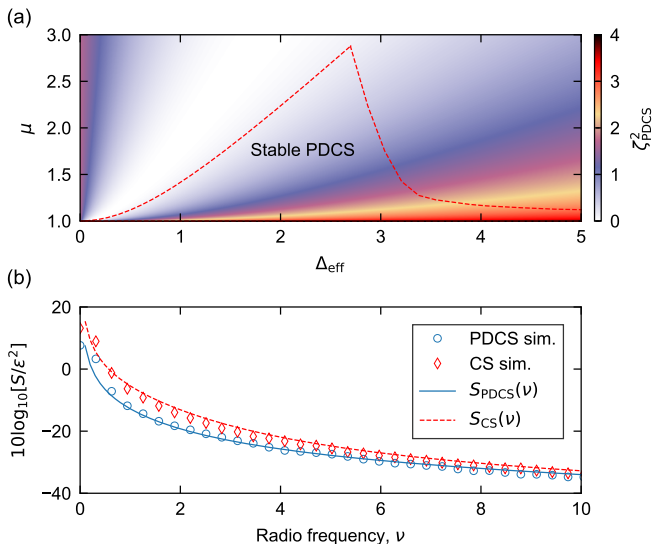 (a)
3.0
2.5
2.0
1.5
1.0
μ
Stable PDCS
0 1 2 3 4 5
Δ_eff
4
3
2
1
0
ζ²_PDCS
(b)
20
0
−20
−40
10log₁₀[S/ε²]
PDCS sim.
CS sim.
S_PDCS(ν)
S_CS(ν)
0 2 4 6 8 10
Radio frequency, ν